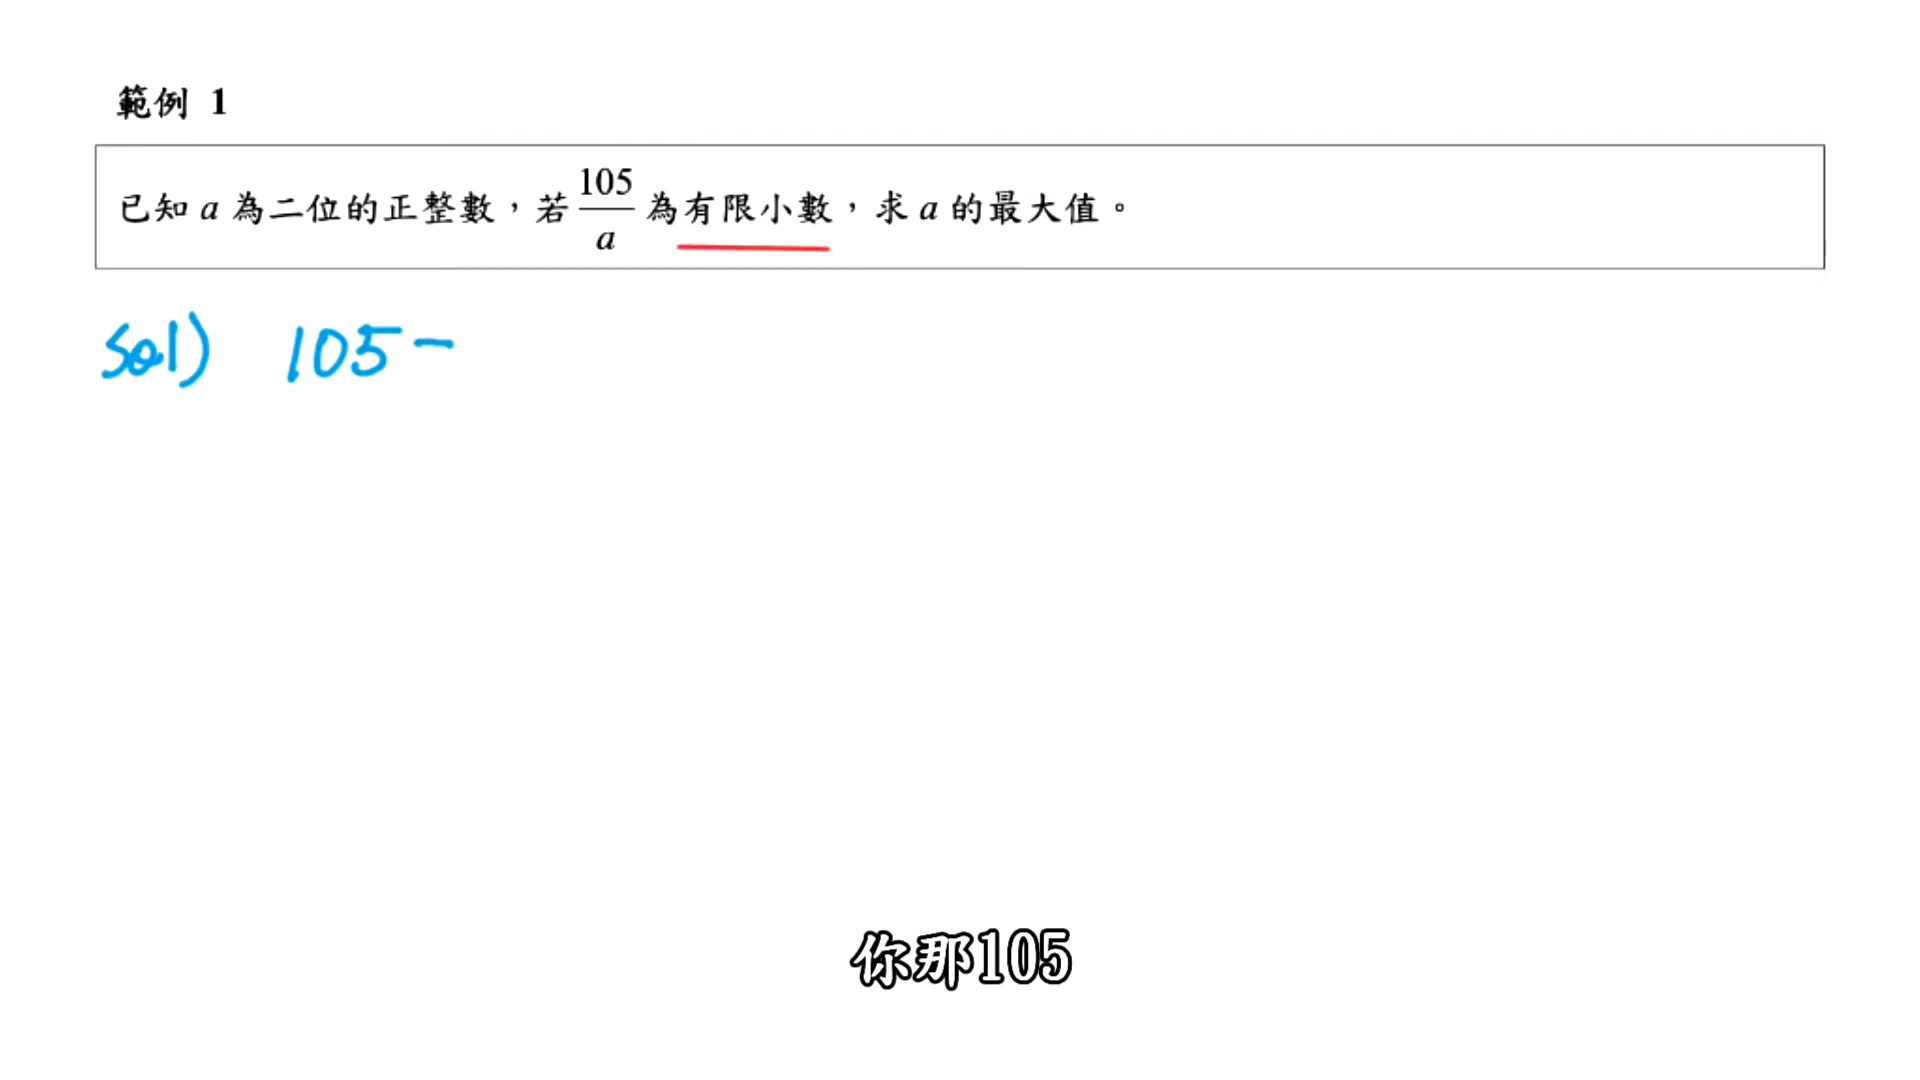 範例 1
已知 a 為二位的正整數，若 105/a 為有限小數，求 a 的最大值。
Sol) 105 -
你那105